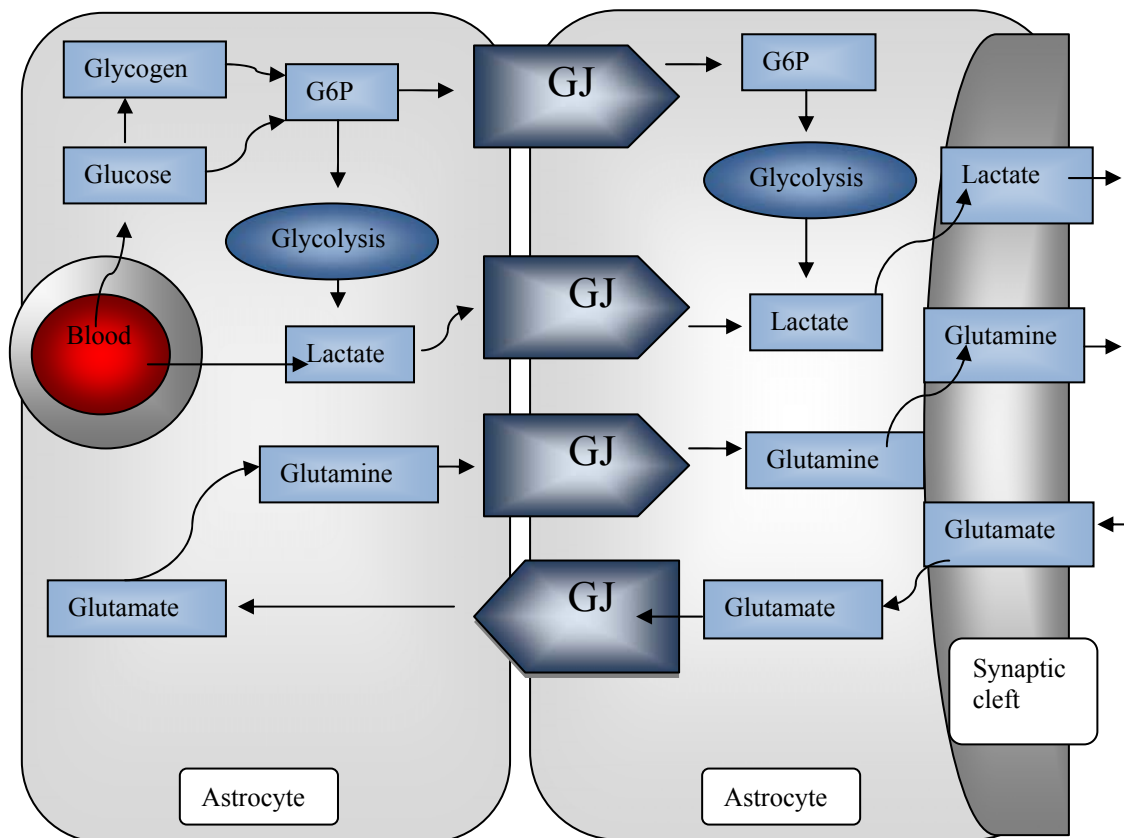 Glycogen
G6P
GJ
G6P
Glucose
Glycolysis
Lactate
Glycolysis
Blood
Lactate
GJ
Lactate
Glutamine
Glutamine
GJ
Glutamine
Glutamate
Glutamate
GJ
Glutamate
Synaptic
cleft
Astrocyte
Astrocyte